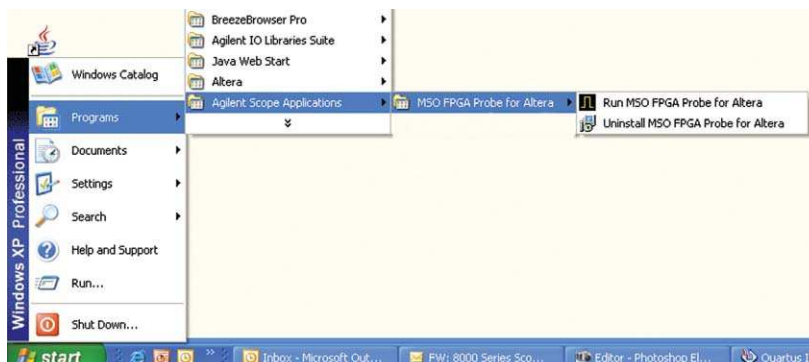 BreezeBrowser Pro
Agilent IO Libraries Suite
Java Web Start
Altera
Agilent Scope Applications
MSO FPGA Probe for Altera
Run MSO FPGA Probe for Altera
Uninstall MSO FPGA Probe for Altera
Windows Catalog
Programs
Documents
Settings
Search
Help and Support
Run...
Shut Down...
Windows XP Professional
start
Inbox - Microsoft Out...
FW: 8000 Series Sco...
Editor - Photoshop El...
Quartus